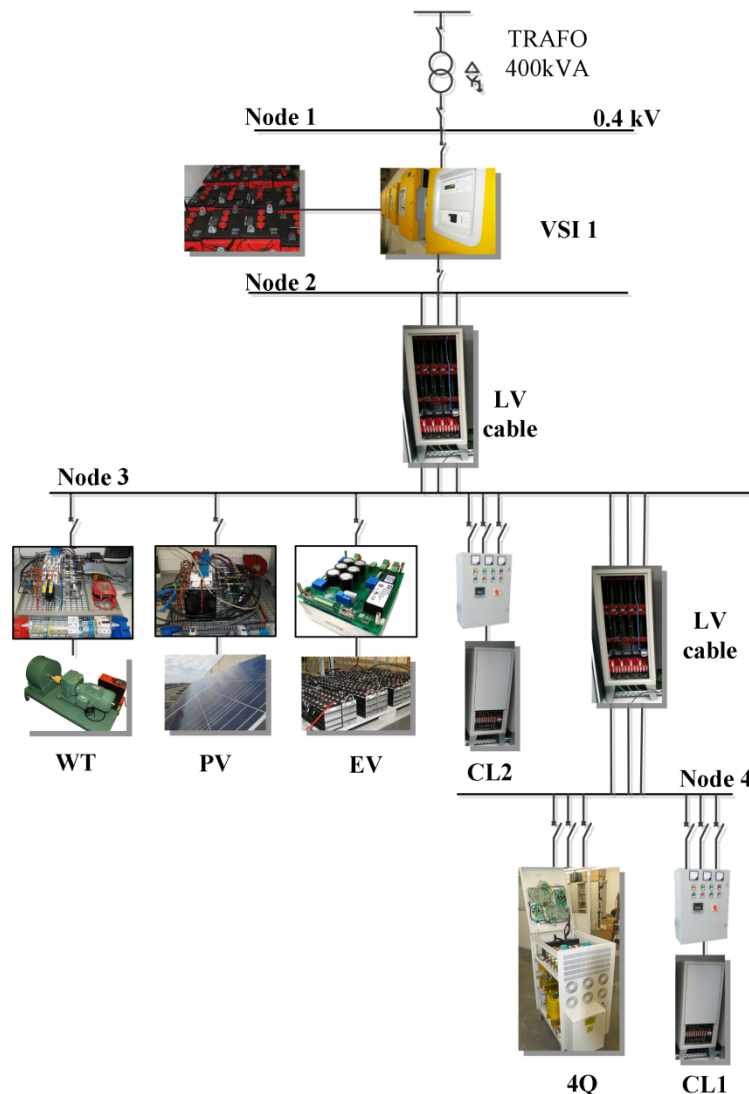 TRAFO
400kVA
Node 1
0.4 kV
VSI 1
Node 2
LV
cable
Node 3
LV
cable
WT
PV
EV
CL2
Node 4
4Q
CL1